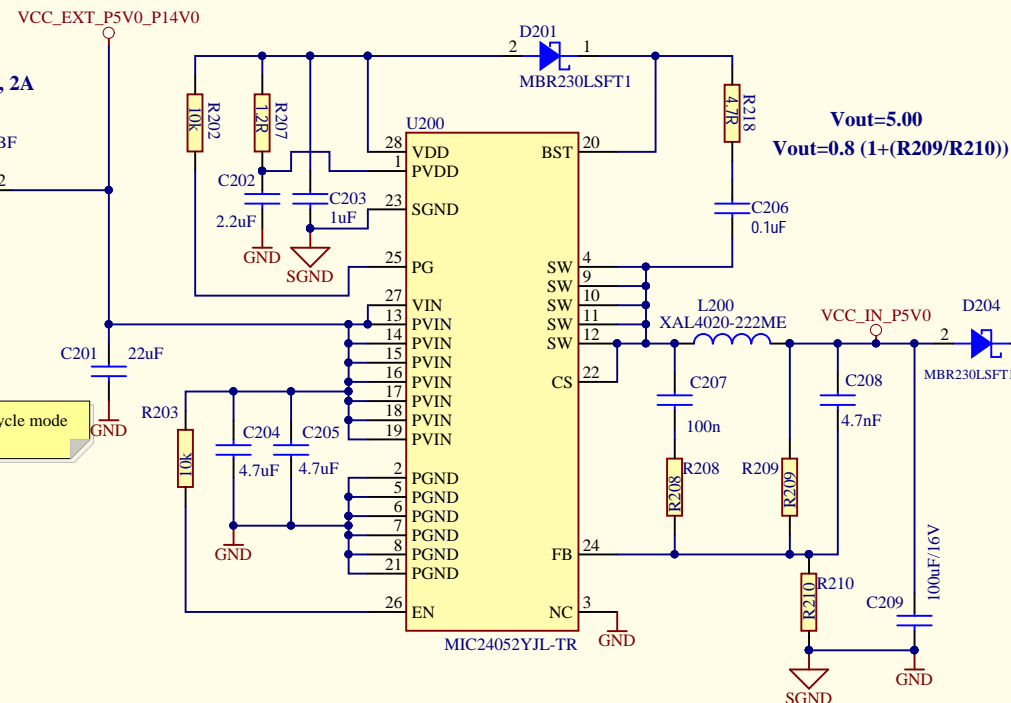 VCC_EXT_P5V0_P14V0
, 2A
BF
2
ycle mode
C201
22uF
GND
R202
10k
R207
1.2R
C202
2.2uF
GND
C203
1uF
SGND
2
D201
1
MBR230LSFT1
R218
4.7R
C206
0.1uF
Vout=5.00
Vout=0.8 (1+(R209/R210))
U200
28 VDD
1 PVDD
23 SGND
25 PG
27 VIN
13 PVIN
14 PVIN
15 PVIN
16 PVIN
17 PVIN
18 PVIN
19 PVIN
2 PGND
5 PGND
6 PGND
7 PGND
8 PGND
21 PGND
26 EN
BST 20
SW 4
SW 9
SW 10
SW 11
SW 12
CS 22
FB 24
NC 3
MIC24052YJL-TR
GND
R203
10k
C204
4.7uF
C205
4.7uF
GND
L200
XAL4020-222ME
VCC_IN_P5V0
D204
2
MBR230LSFT1
C207
100n
C208
4.7nF
R208
R208
R209
R209
R210
R210
C209
100uF/16V
SGND
GND